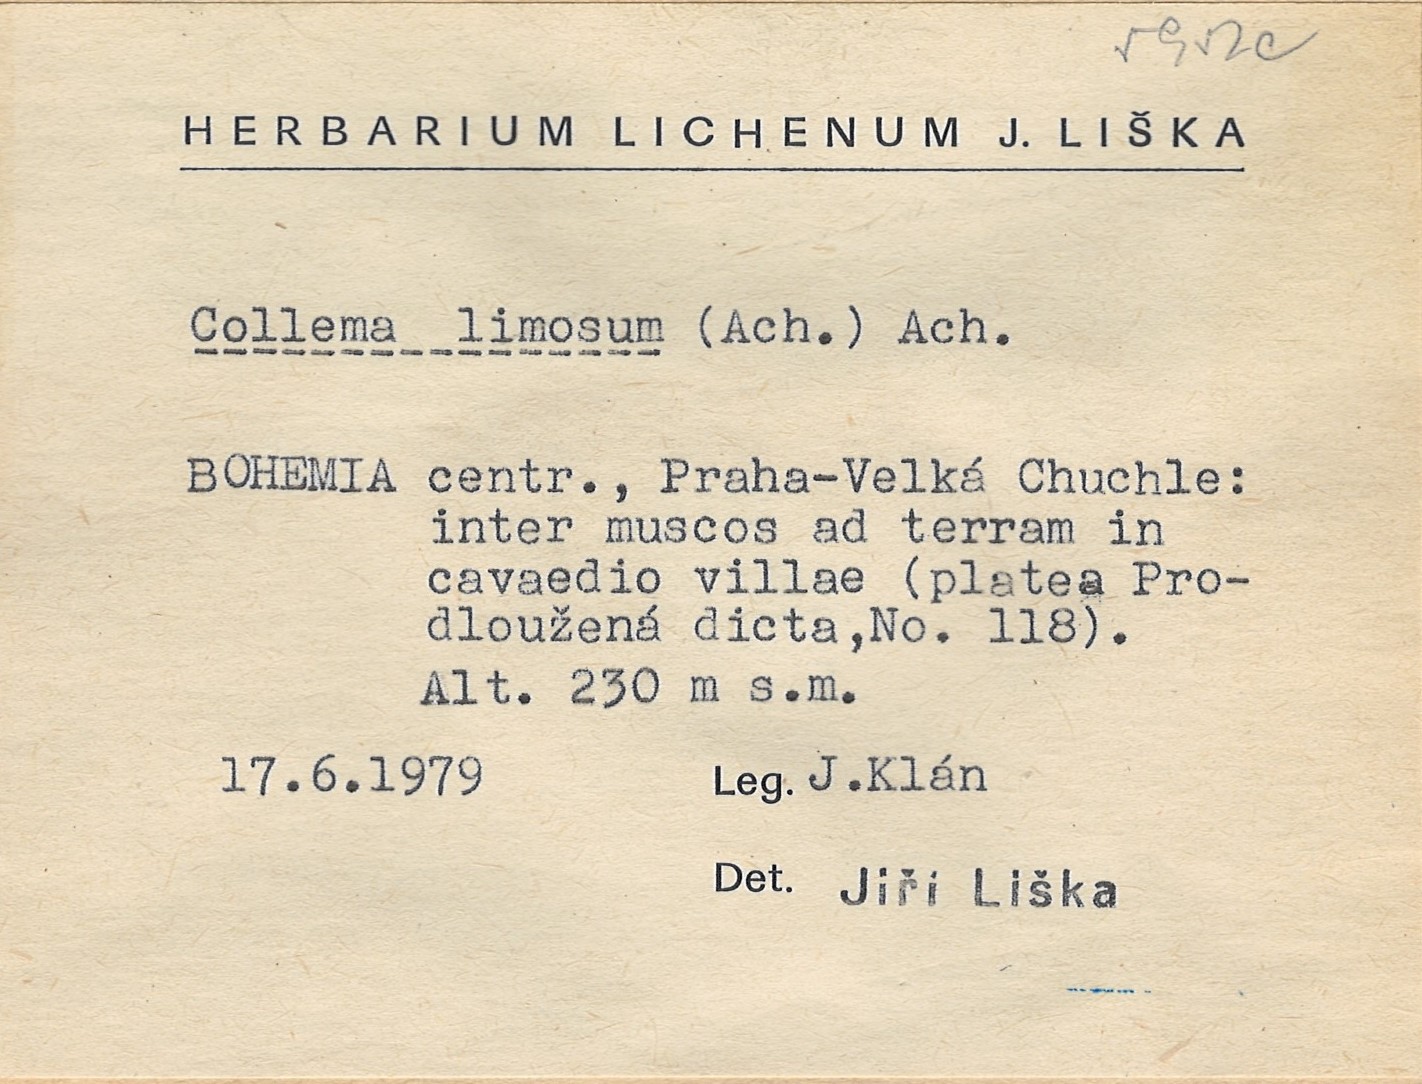 HERBARIUM LICHENUM J. LIŠKA
Collema limosum (Ach.) Ach.
BOHEMIA centr., Praha-Velká Chuchle:
inter muscos ad terram in
cavaedio villae (platea Pro-
dloužená dicta,No. 118).
Alt. 230 m s.m.
17.6.1979 Leg. J.Klán
Det. Jiří Liška